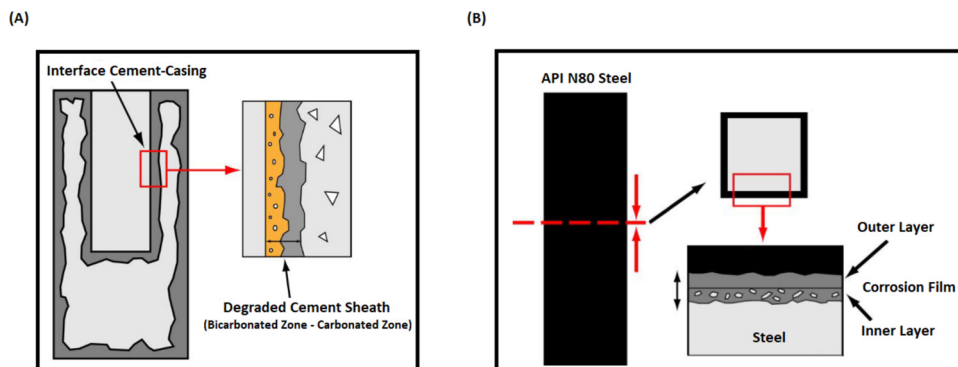 (A)
Interface Cement-Casing
Degraded Cement Sheath
(Bicarbonated Zone - Carbonated Zone)
(B)
API N80 Steel
Outer Layer
Corrosion Film
Inner Layer
Steel